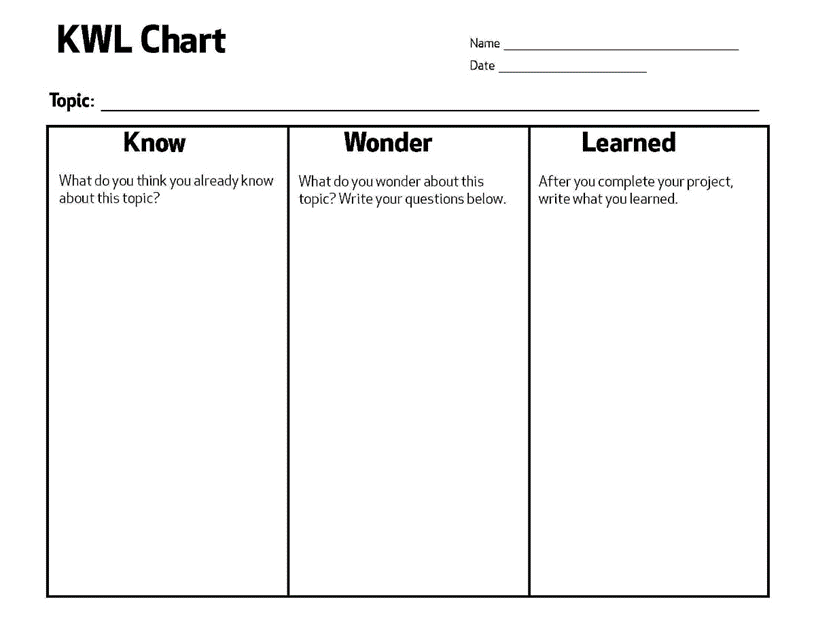 KWL Chart
Name
Date
Topic:
Know
What do you think you already know
about this topic?
Wonder
What do you wonder about this
topic? Write your questions below.
Learned
After you complete your project,
write what you learned.